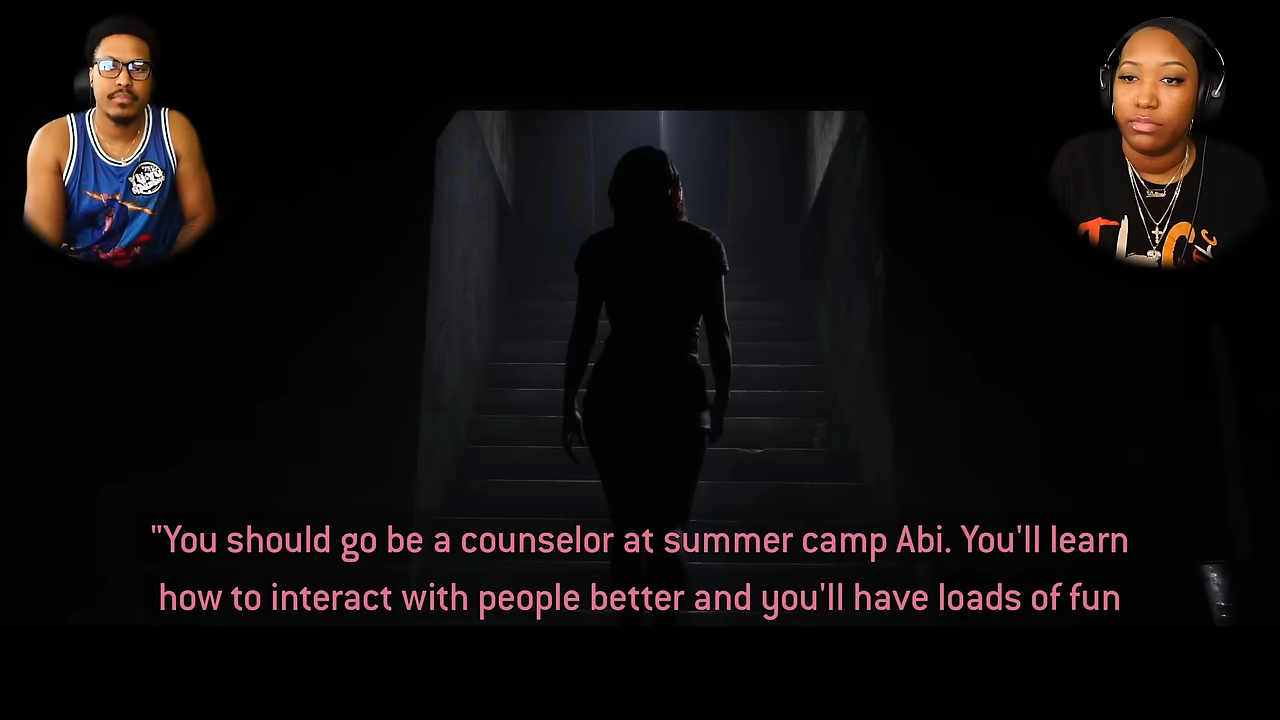 "You should go be a counselor at summer camp Abi. You'll learn
how to interact with people better and you'll have loads of fun